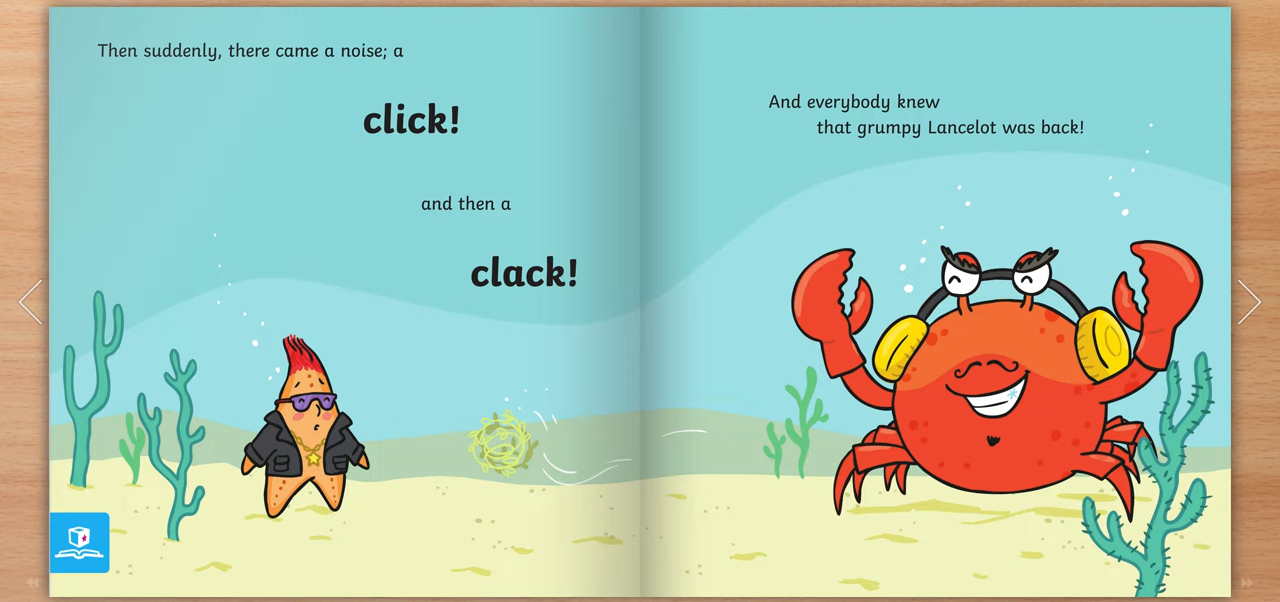 Then suddenly, there came a noise; a
click!
and then a
clack!
And everybody knew
that grumpy Lancelot was back!